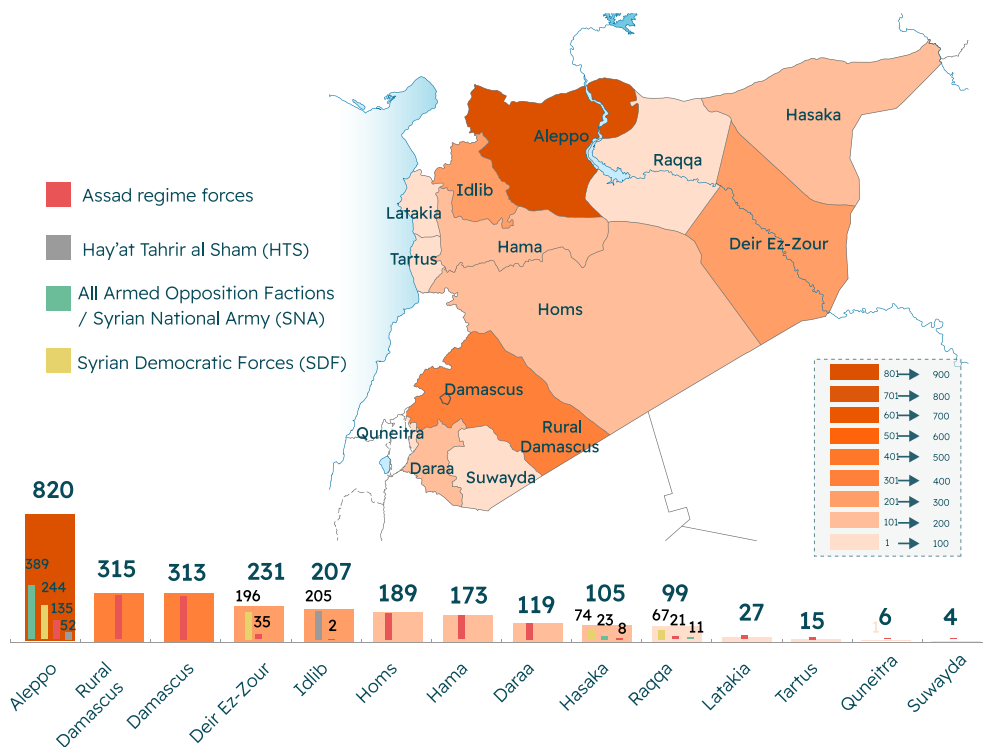 Hasaka
Aleppo
Raqqa
Idlib
Latakia
Hama
Deir Ez-Zour
Tartus
Homs
Damascus
Quneitra
Rural
Damascus
Daraa
Suwayda
Assad regime forces
Hay'at Tahrir al Sham (HTS)
All Armed Opposition Factions
/ Syrian National Army (SNA)
Syrian Democratic Forces (SDF)
801 900
701 800
601 700
501 600
401 500
301 400
201 300
101 200
1 100
820
389
244
135
52
315
313
231
196
35
207
205
2
189
173
119
105
74
23
8
99
67
21
11
27
15
1
6
4
Aleppo
Rural
Damascus
Damascus
Deir Ez-Zour
Idlib
Homs
Hama
Daraa
Hasaka
Raqqa
Latakia
Tartus
Quneitra
Suwayda